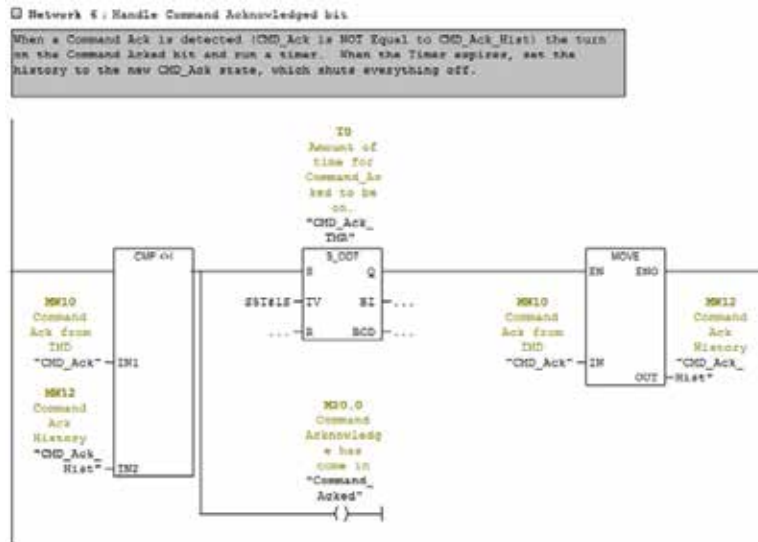 Network 6 : Handle Command Acknowledged bit
When a Command Ack is detected (CMD_Ack is NOT Equal to CMD_Ack_Hist) the turn
on the Command Acked bit and run a timer. When the Timer expires, set the
history to the new CMD_Ack state, which shuts everything off.
T0
Amount of
time for
Command_Ac
ked to be
on.
"CMD_Ack_
TMR"
CMP <>I
S_ODT
MOVE
S
Q
EN
ENO
MW10
Command
Ack from
TMD
"CMD_Ack"
IN1
S5T#1S
TV
BI
...
...
R
BCD
...
MW10
Command
Ack from
TMD
"CMD_Ack"
IN
MW12
Command
Ack
History
"CMD_Ack_
Hist"
OUT
MW12
Command
Ack
History
"CMD_Ack_
Hist"
IN2
M20.0
Command
Acknowledg
e has
come in
"Command_
Acked"